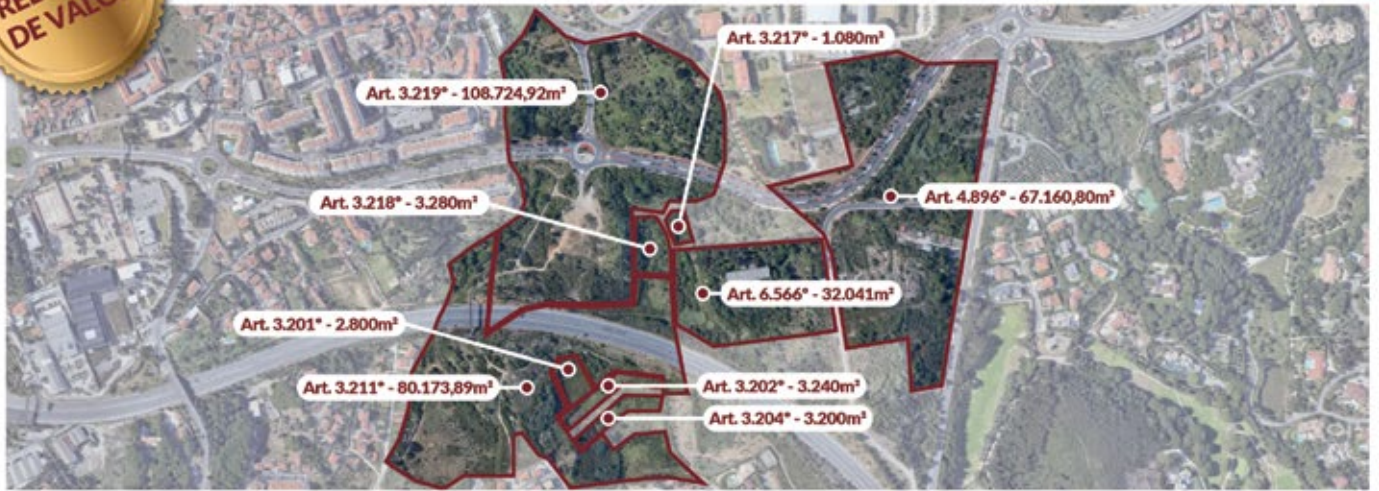 DE VALO
Art. 3.217° - 1.080m²
Art. 3.219° - 108.724,92m²
Art. 3.218° - 3.280m²
Art. 4.896° - 67.160,80m²
Art. 6.566° - 32.041m²
Art. 3.201° - 2.800m²
Art. 3.211° - 80.173,89m²
Art. 3.202° - 3.240m²
Art. 3.204° - 3.200m²